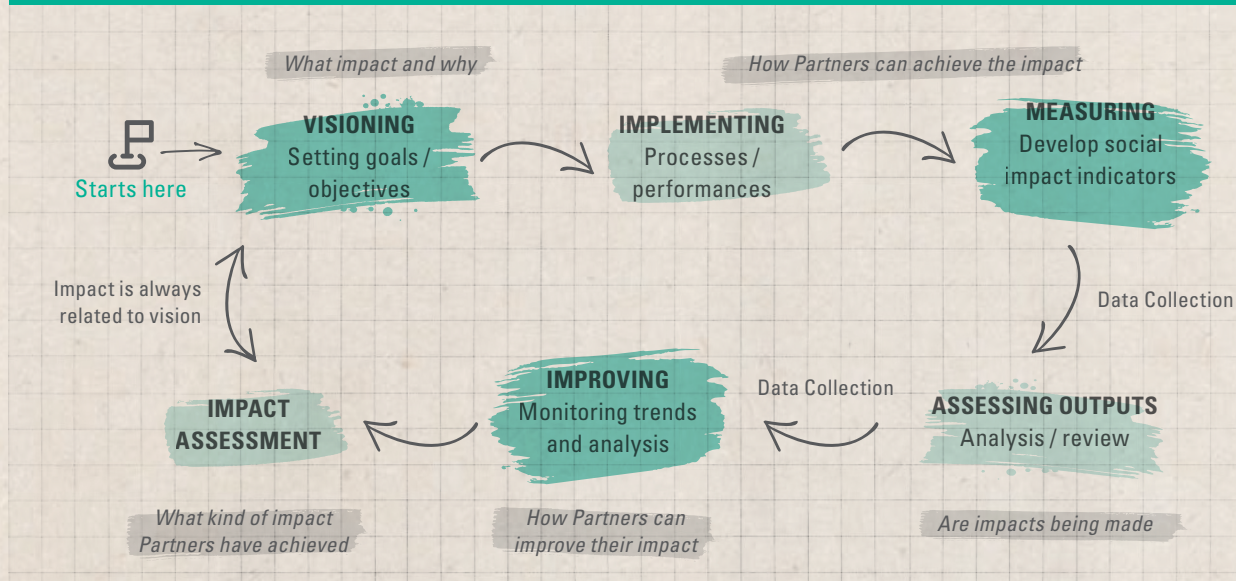 What impact and why
How Partners can achieve the impact
Starts here
VISIONING
Setting goals /
objectives
IMPLEMENTING
Processes /
performances
MEASURING
Develop social
impact indicators
Data Collection
ASSESSING OUTPUTS
Analysis / review
Are impacts being made
Data Collection
IMPROVING
Monitoring trends
and analysis
How Partners can
improve their impact
IMPACT
ASSESSMENT
What kind of impact
Partners have achieved
Impact is always
related to vision